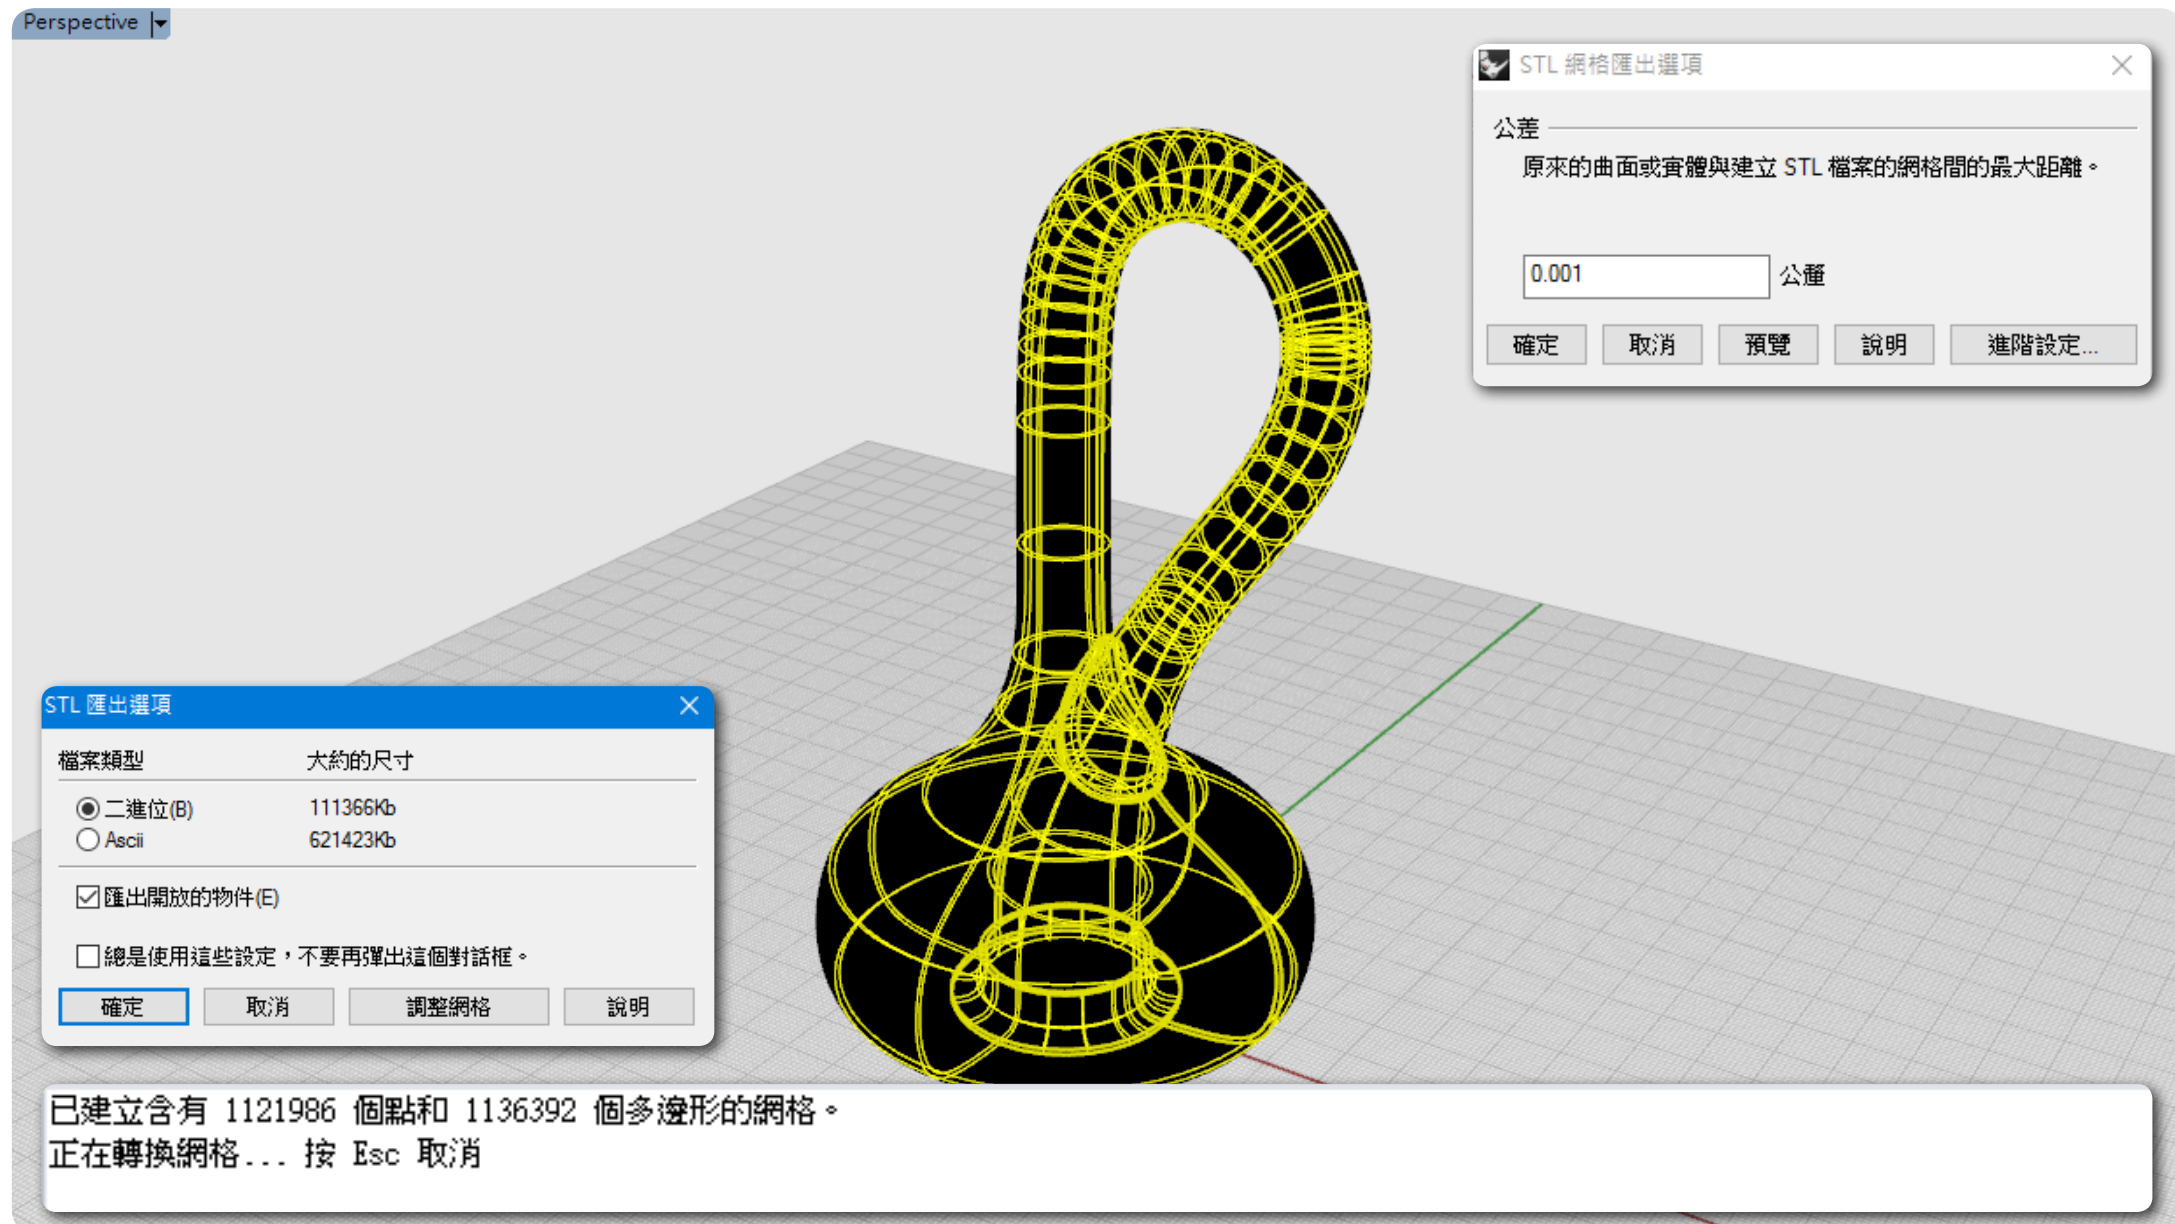 Perspective
STL 網格匯出選項
公差
原來的曲面或實體與建立 STL 檔案的網格間的最大距離。
0.001 公釐
確定 取消 預覽 說明 進階設定...
STL 匯出選項
檔案類型 大約的尺寸
二進位(B) 111366Kb
Ascii 621423Kb
匯出開放的物件(E)
總是使用這些設定，不要再彈出這個對話框。
確定 取消 調整網格 說明
已建立含有 1121986 個點和 1136392 個多邊形的網格。
正在轉換網格... 按 Esc 取消